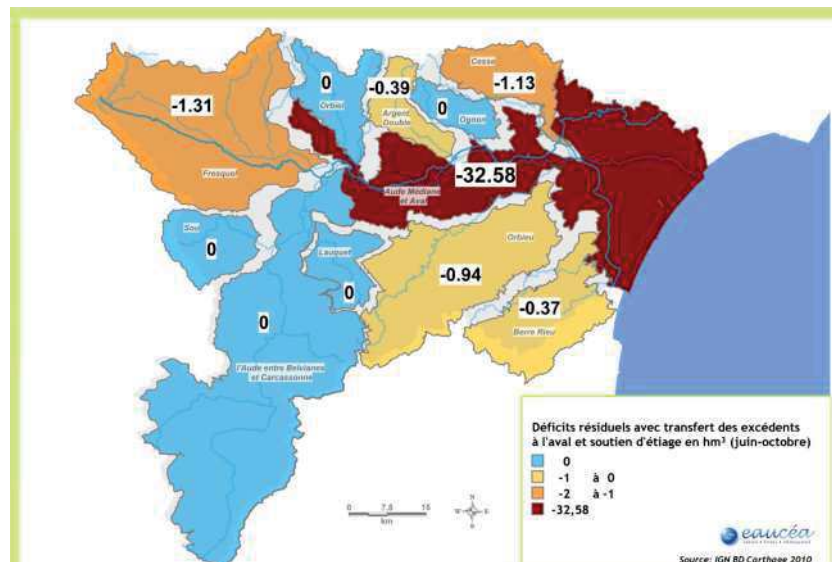 -1.31
0
Orbiel
-0.39
Argent
Double
0
Ognon
Cesse
-1.13
Fresquel
-32.58
Aude Médiane
et Aval
Sou
0
Lauquet
0
Orbieu
-0.94
-0.37
Berre Rieu
0
l'Aude entre Belvianes
et Carcassonne
0 7,5 15
km
N
W E
S
Déficits résiduels avec transfert des excédents
à l'aval et soutien d'étiage en hm³ (juin-octobre)
0
-1 à 0
-2 à -1
-32,58
eaucéa
Source: IGN BD Carthage 2010